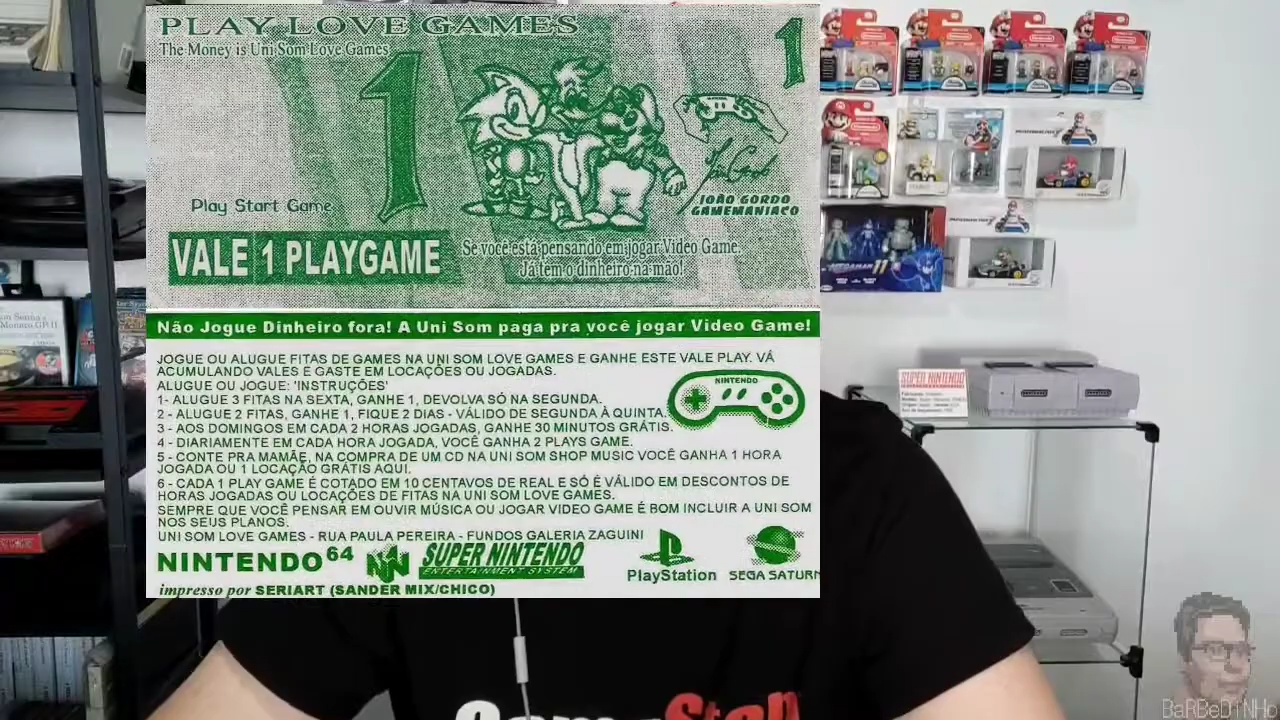 PLAY LOVE GAMES
1
The Money is Uni Som Love Games
1
Play Start Game
JOÃO GORDO
GAMEMANIACO
VALE 1 PLAYGAME
Se você está pensando em jogar Video Game,
Já tem o dinheiro na mão!
Não Jogue Dinheiro fora! A Uni Som paga pra você jogar Video Game!
JOGUE OU ALUGUE FITAS DE GAMES NA UNI SOM LOVE GAMES E GANHE ESTE VALE PLAY. VÁ
ACUMULANDO VALES E GASTE EM LOCAÇÕES OU JOGADAS.
ALUGUE OU JOGUE: 'INSTRUÇÕES'
1- ALUGUE 3 FITAS NA SEXTA, GANHE 1, DEVOLVA SÓ NA SEGUNDA.
2 - ALUGUE 2 FITAS, GANHE 1, FIQUE 2 DIAS - VÁLIDO DE SEGUNDA À QUINTA.
3 - AOS DOMINGOS EM CADA 2 HORAS JOGADAS, GANHE 30 MINUTOS GRÁTIS.
4 - DIARIAMENTE EM CADA HORA JOGADA, VOCÊ GANHA 2 PLAYS GAME.
5 - CONTE PRA MAMÃE, NA COMPRA DE UM CD NA UNI SOM SHOP MUSIC VOCÊ GANHA 1 HORA
JOGADA OU 1 LOCAÇÃO GRÁTIS AQUI.
6 - CADA 1 PLAY GAME É COTADO EM 10 CENTAVOS DE REAL E SÓ É VÁLIDO EM DESCONTOS DE
HORAS JOGADAS OU LOCAÇÕES DE FITAS NA UNI SOM LOVE GAMES.
SEMPRE QUE VOCÊ PENSAR EM OUVIR MÚSICA OU JOGAR VIDEO GAME É BOM INCLUIR A UNI SOM
NOS SEUS PLANOS.
UNI SOM LOVE GAMES - RUA PAULA PEREIRA - FUNDOS GALERIA ZAGUINI
NINTENDO
NINTENDO 64
SUPER NINTENDO
ENTERTAINMENT SYSTEM
PlayStation
SEGA SATURN
impresso por SERIART (SANDER MIX/CHICO)
SUPER NINTENDO
GameStop
BaRBeDiNHo